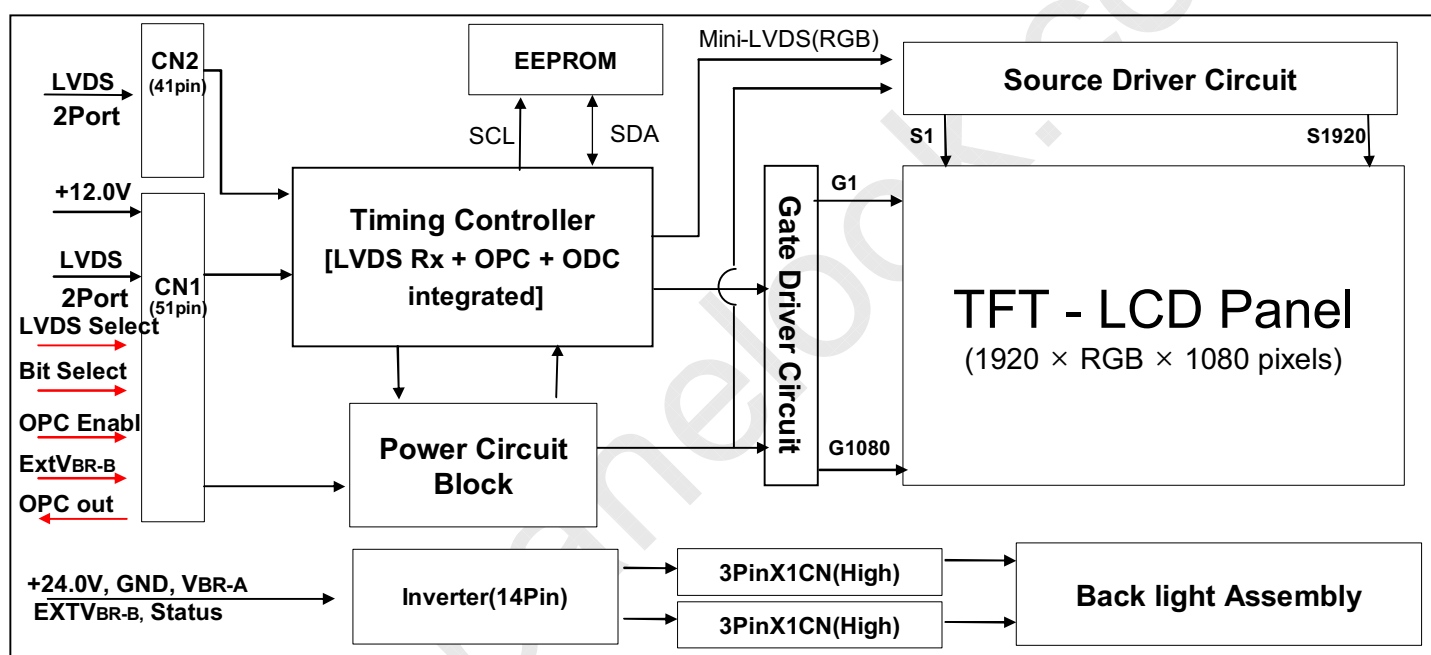 CN2
(41pin)
LVDS
2Port
+12.0V
LVDS
2Port
CN1
(51pin)
LVDS Select
Bit Select
OPC Enabl
ExtVBR-B
OPC out
EEPROM
SCL
SDA
Timing Controller
[LVDS Rx + OPC + ODC
integrated]
Power Circuit
Block
Mini-LVDS(RGB)
Source Driver Circuit
S1
S1920
Gate Driver Circuit
G1
G1080
TFT - LCD Panel
(1920 × RGB × 1080 pixels)
+24.0V, GND, VBR-A
EXTVBR-B, Status
Inverter(14Pin)
3PinX1CN(High)
3PinX1CN(High)
Back light Assembly